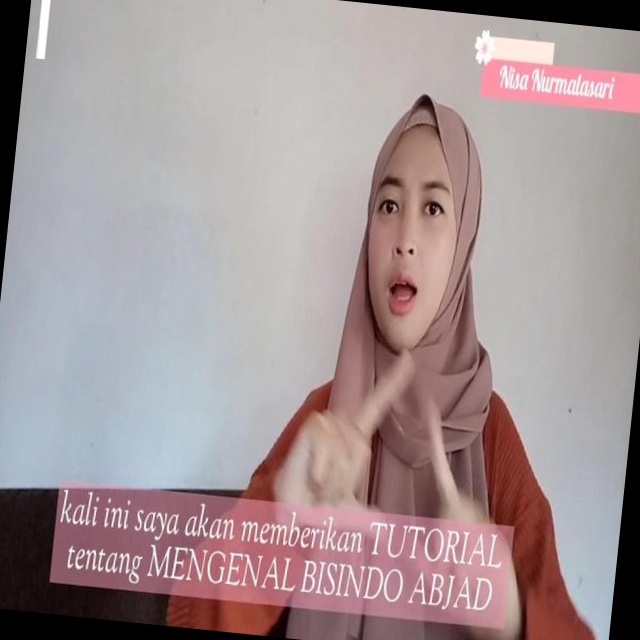 Nisa Nurmalasari
kali ini saya akan memberikan TUTORIAL
tentang MENGENAL BISINDO ABJAD